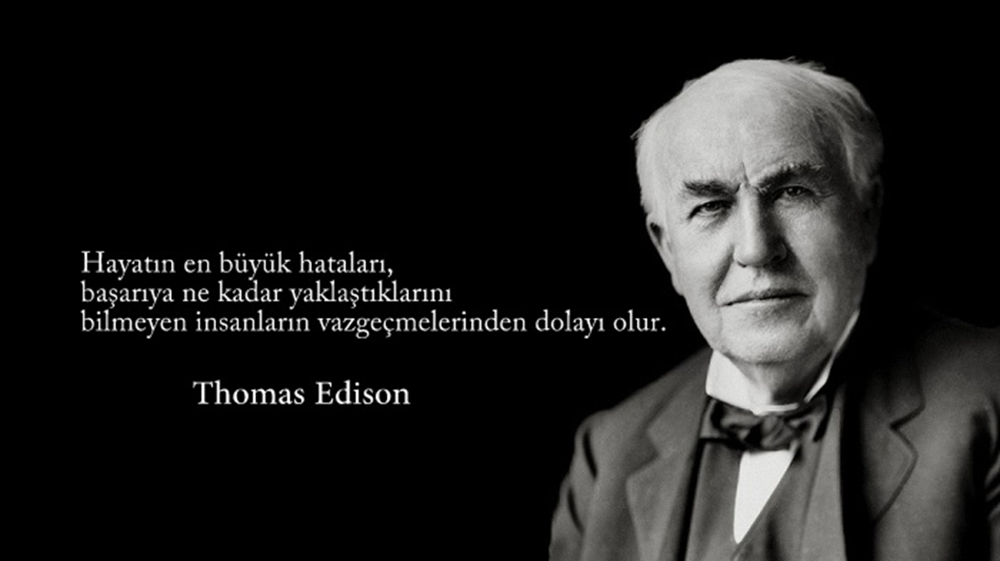 Hayatın en büyük hataları,
başarıya ne kadar yaklaştıklarını
bilmeyen insanların vazgeçmelerinden dolayı olur.
Thomas Edison